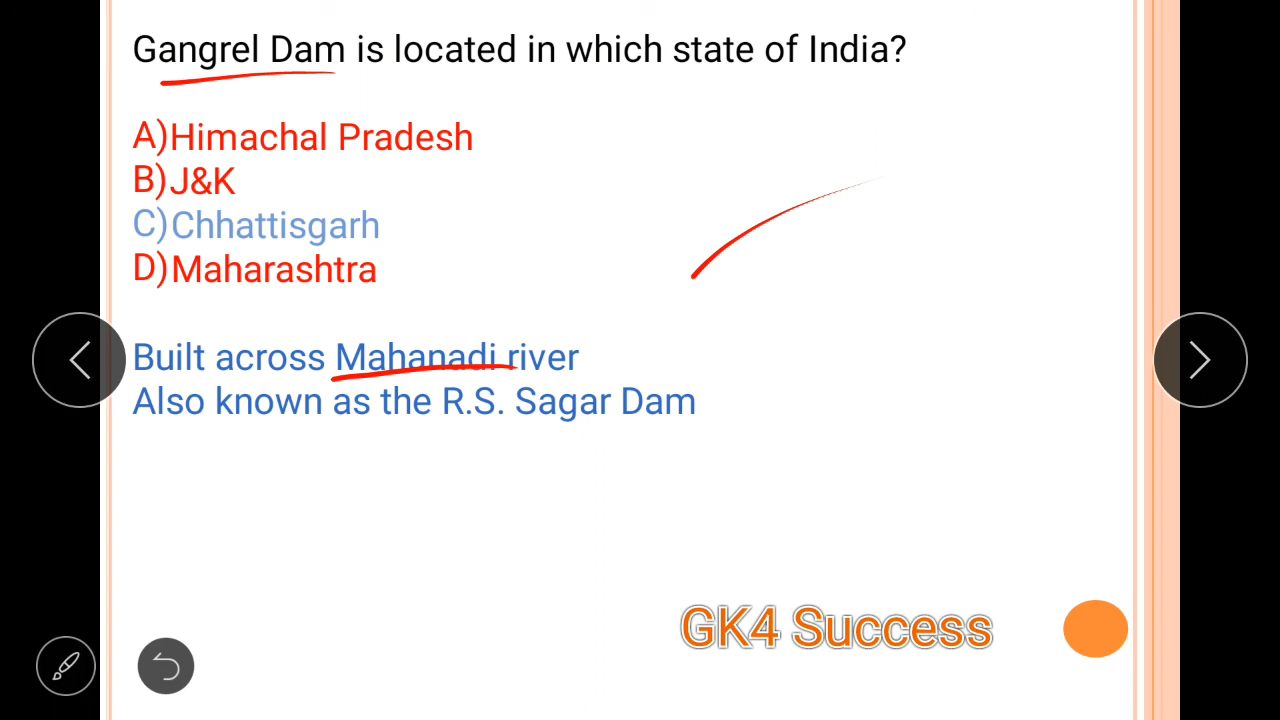 Gangrel Dam is located in which state of India?
A)Himachal Pradesh
B)J&K
C)Chhattisgarh
D)Maharashtra
Built across Mahanadi river
Also known as the R.S. Sagar Dam
GK4 Success